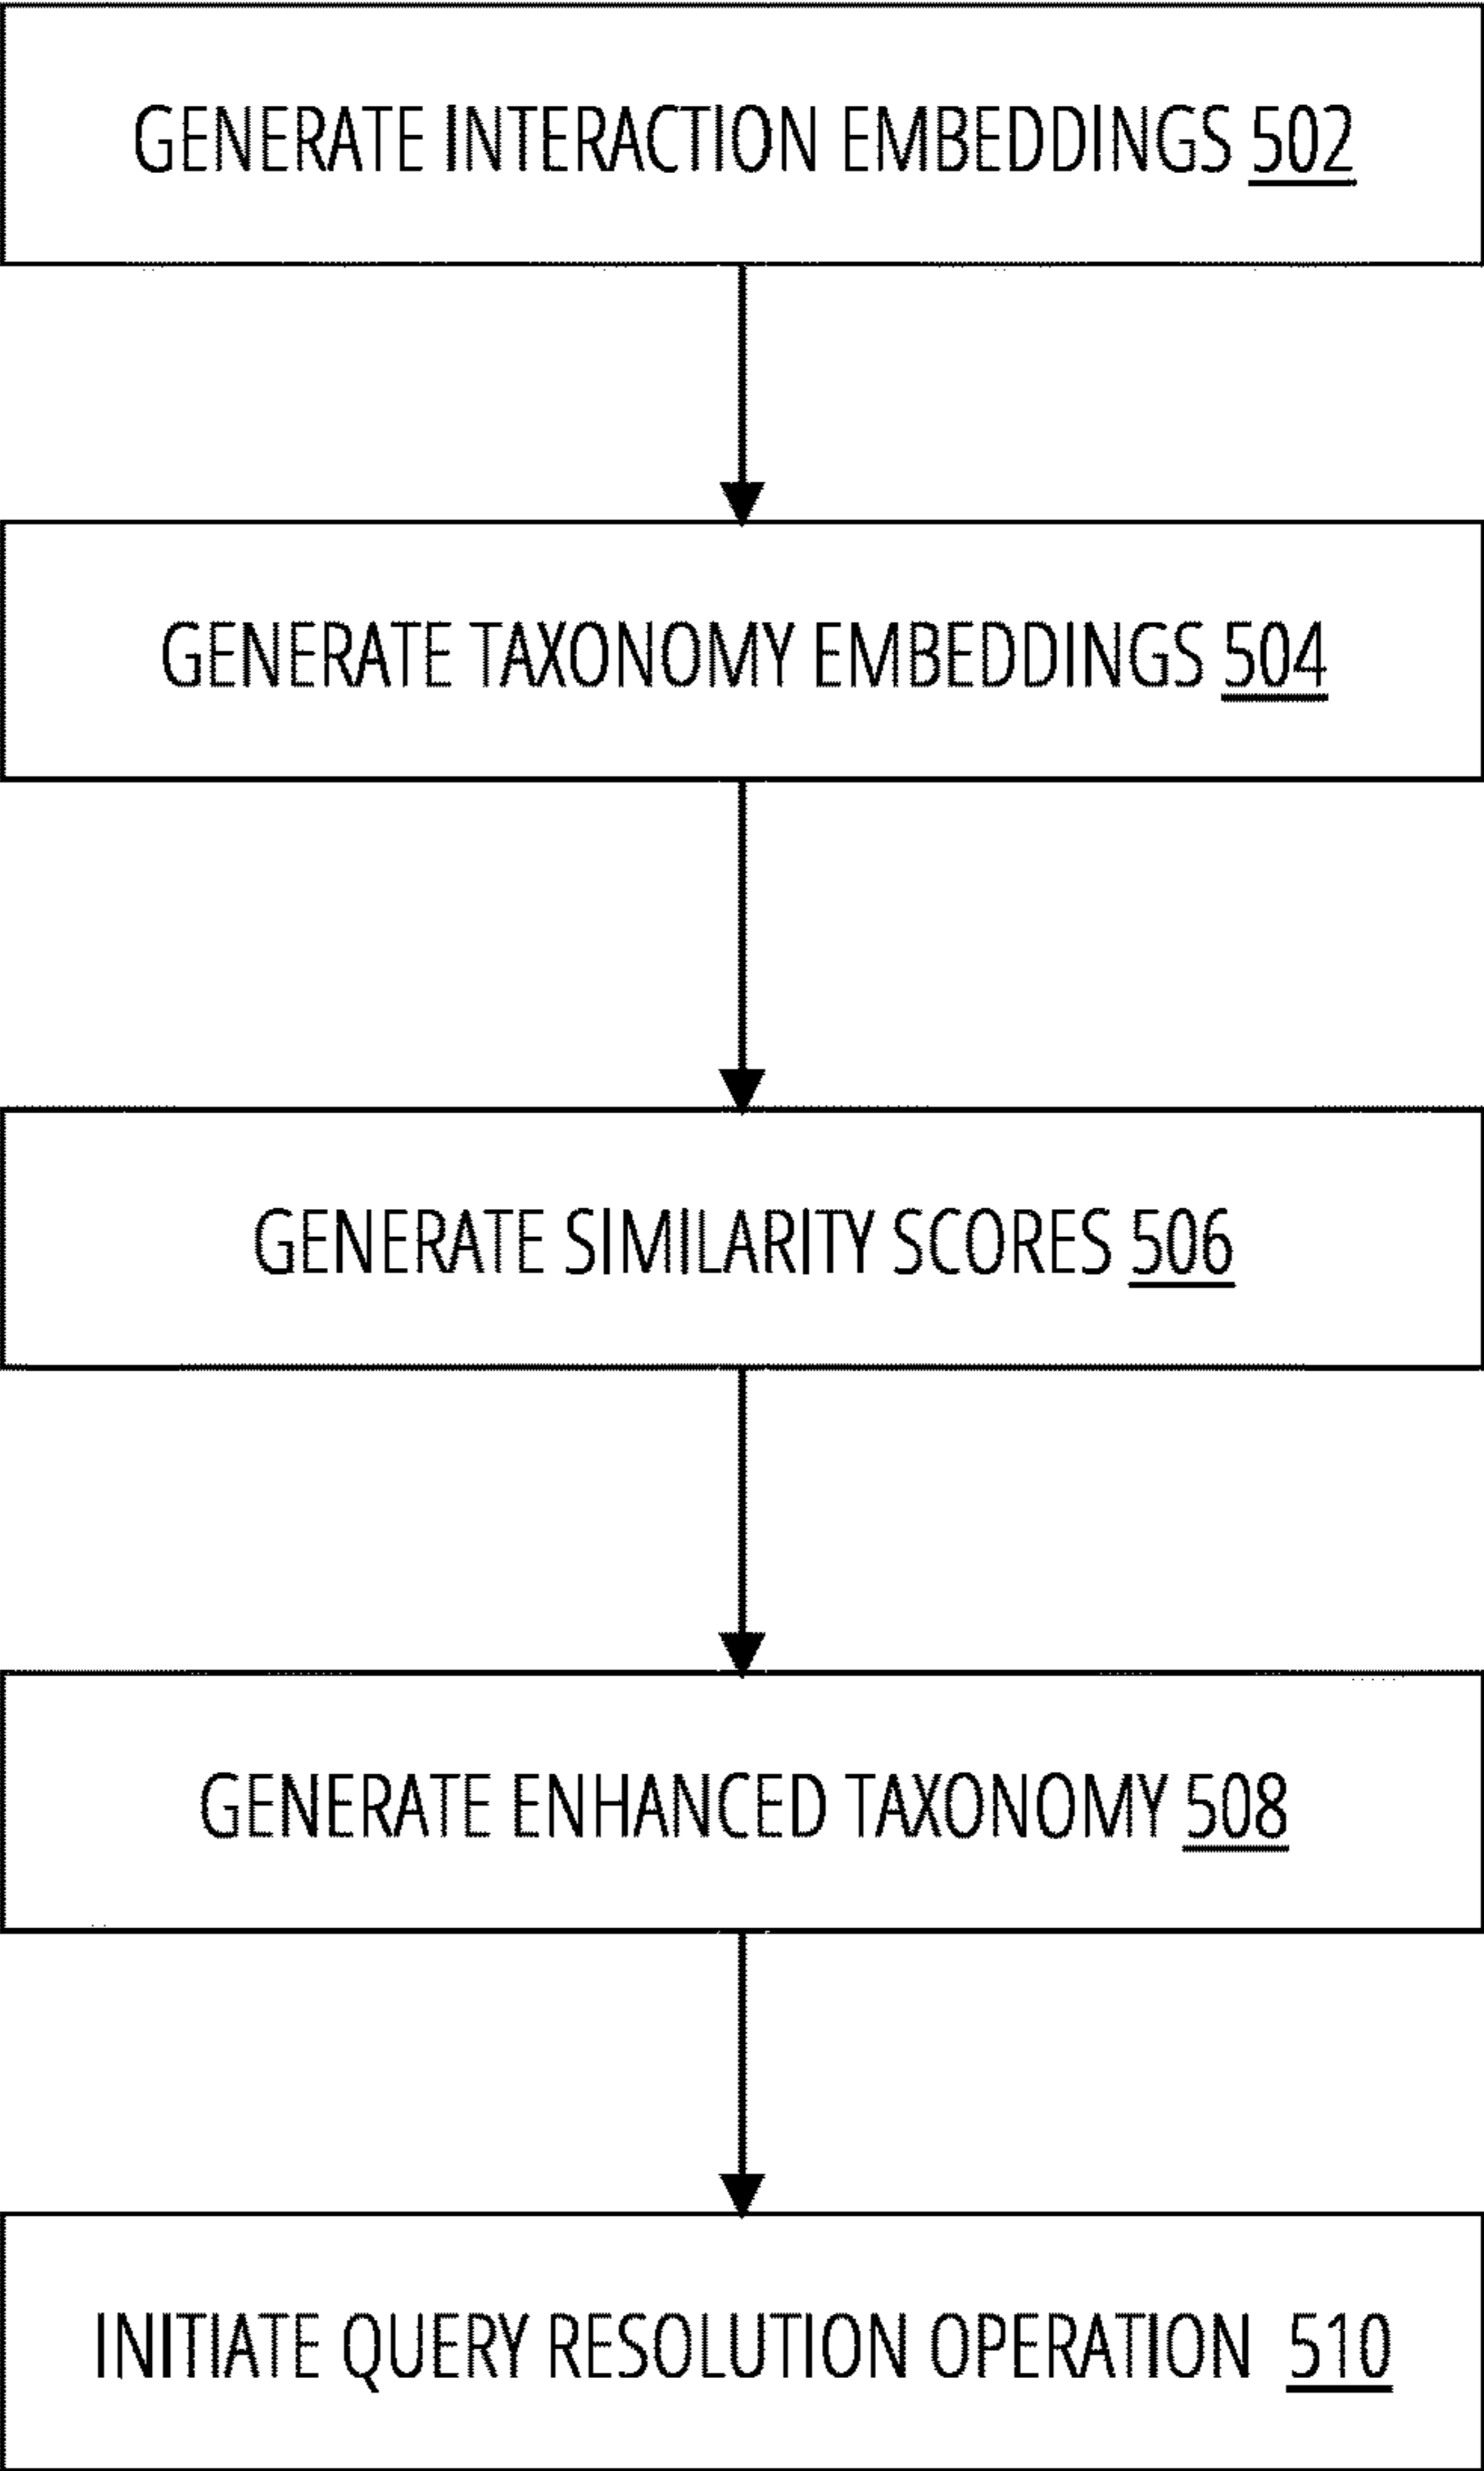 GENERATE INTERACTION EMBEDDINGS 502
GENERATE TAXONOMY EMBEDDINGS 504
GENERATE SIMILARITY SCORES 506
GENERATE ENHANCED TAXONOMY 508
INITIATE QUERY RESOLUTION OPERATION 510